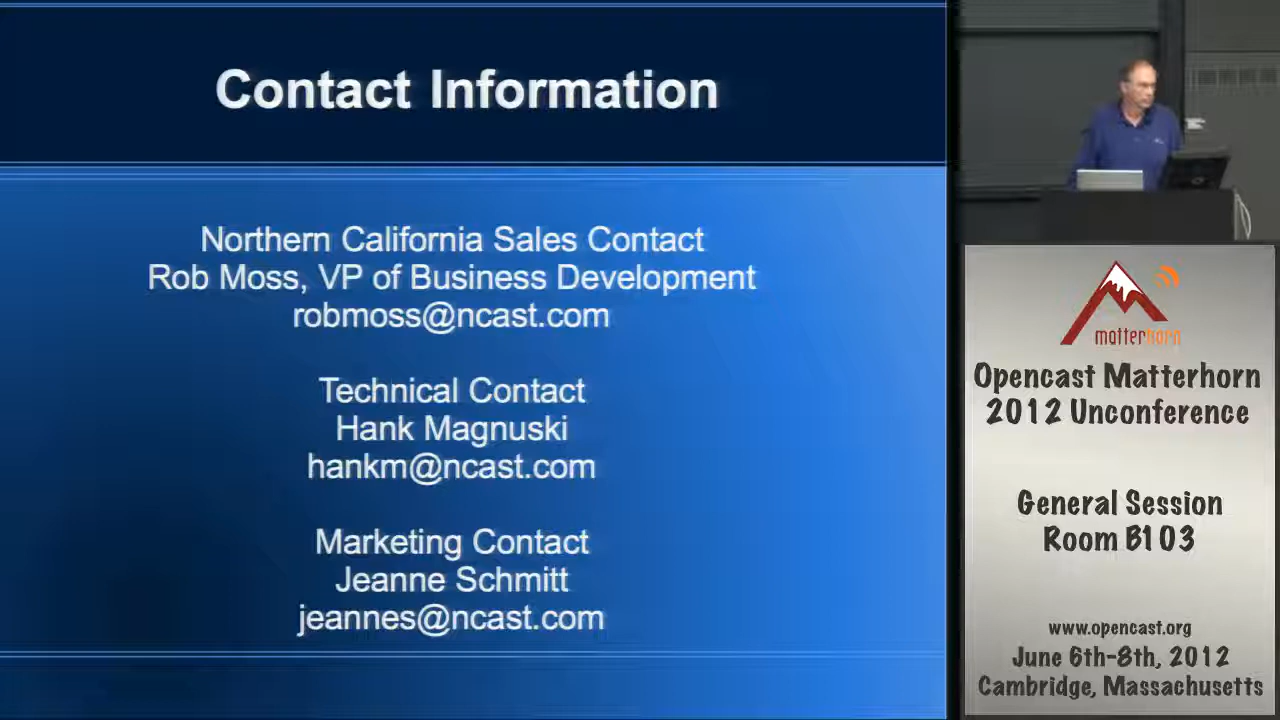 Contact Information
Northern California Sales Contact
Rob Moss, VP of Business Development
robmoss@ncast.com
Technical Contact
Hank Magnuski
hankm@ncast.com
Marketing Contact
Jeanne Schmitt
jeannes@ncast.com
matterhorn
Opencast Matterhorn
2012 Unconference
General Session
Room B103
www.opencast.org
June 6th-8th, 2012
Cambridge, Massachusetts